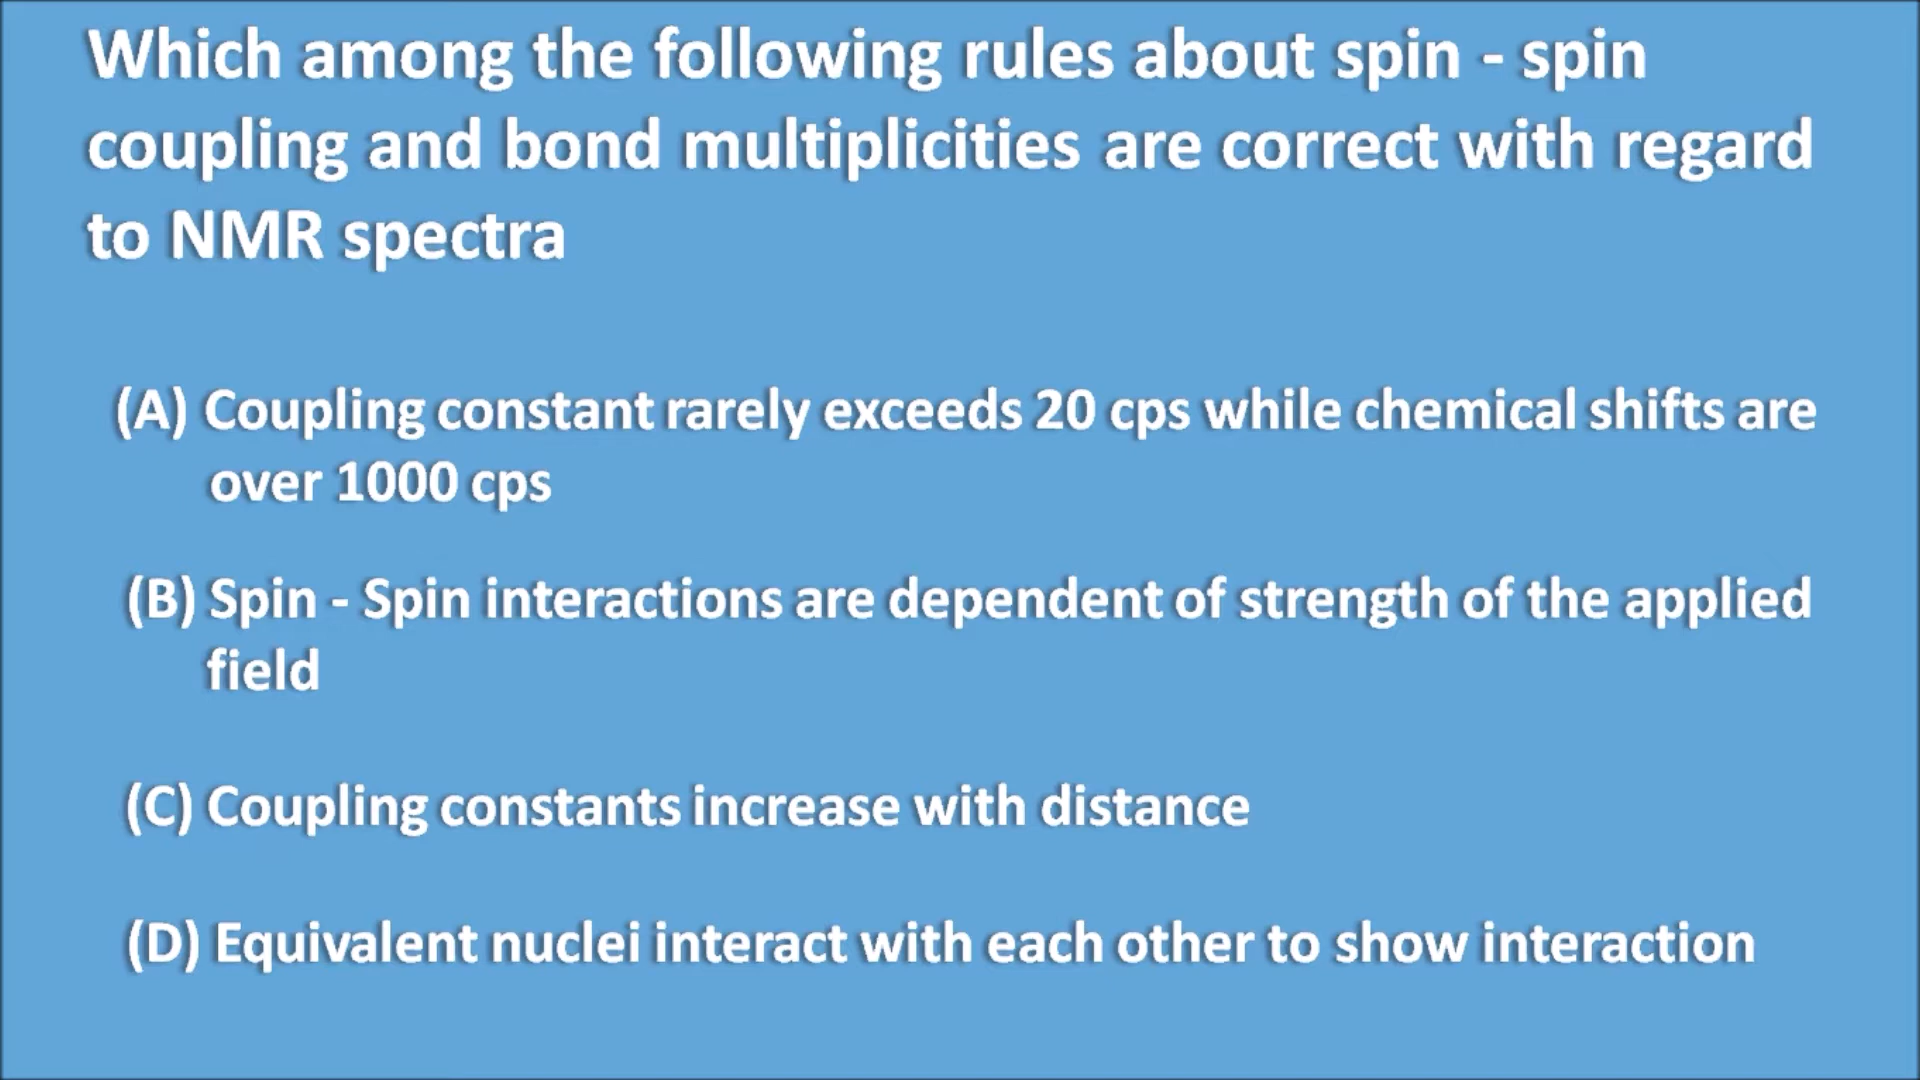 Which among the following rules about spin - spin
coupling and bond multiplicities are correct with regard
to NMR spectra
(A) Coupling constant rarely exceeds 20 cps while chemical shifts are
over 1000 cps
(B) Spin - Spin interactions are dependent of strength of the applied
field
(C) Coupling constants increase with distance
(D) Equivalent nuclei interact with each other to show interaction